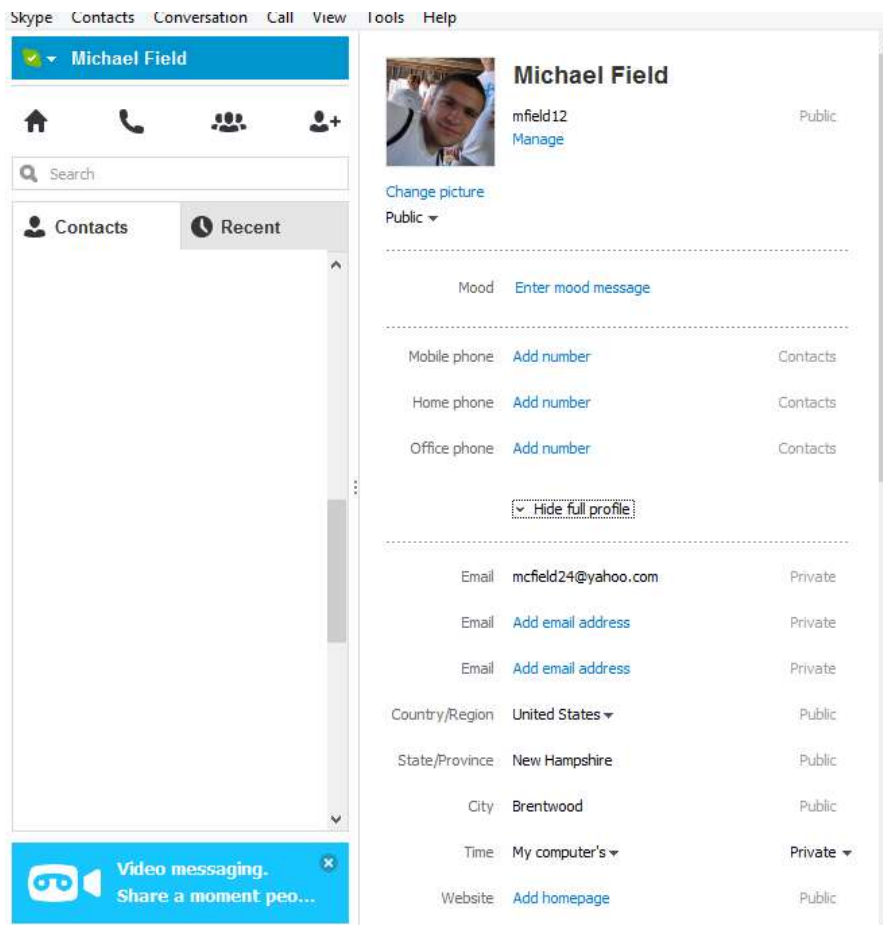 Skype Contacts Conversation Call View Tools Help
Michael Field
Search
Contacts Recent
Video messaging.
Share a moment peo...
Michael Field
mfield12 Public
Manage
Change picture
Public
Mood Enter mood message
Mobile phone Add number Contacts
Home phone Add number Contacts
Office phone Add number Contacts
Hide full profile
Email mcfield24@yahoo.com Private
Email Add email address Private
Email Add email address Private
Country/Region United States Public
State/Province New Hampshire Public
City Brentwood Public
Time My computer's Private
Website Add homepage Public